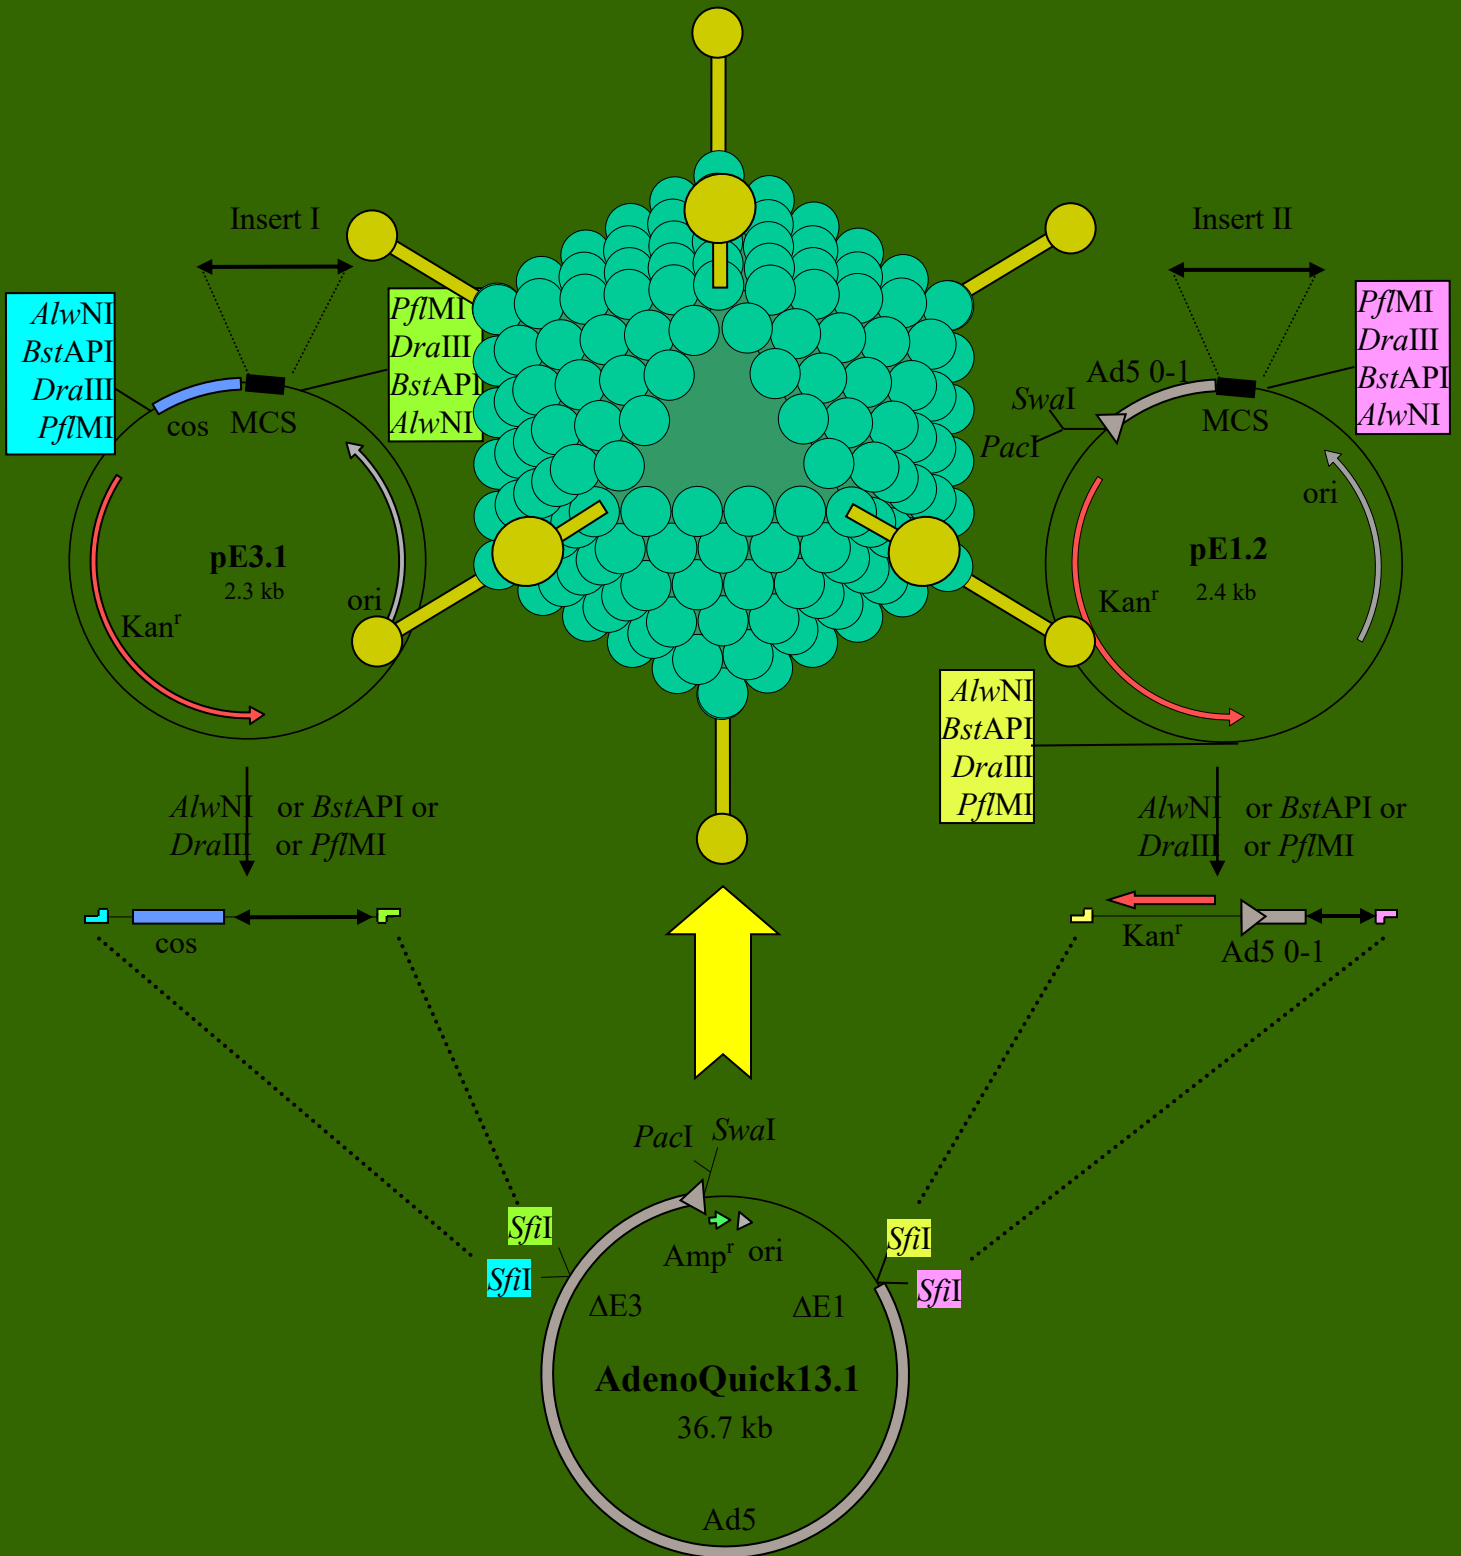 Insert I
Insert II
AlwNI
BstAPI
DraIII
PflMI
PflMI
DraIII
BstAPI
AlwNI
cos
MCS
pE3.1
2.3 kb
ori
Kanʳ
PflMI
DraIII
BstAPI
AlwNI
Ad5 0-1
SwaI
PacI
MCS
ori
pE1.2
2.4 kb
Kanʳ
AlwNI
BstAPI
DraIII
PflMI
AlwNI or BstAPI or
DraIII or PflMI
AlwNI or BstAPI or
DraIII or PflMI
cos
Kanʳ
Ad5 0-1
PacI
SwaI
SfiI
SfiI
Ampʳ
ori
SfiI
SfiI
ΔE3
ΔE1
AdenoQuick13.1
36.7 kb
Ad5